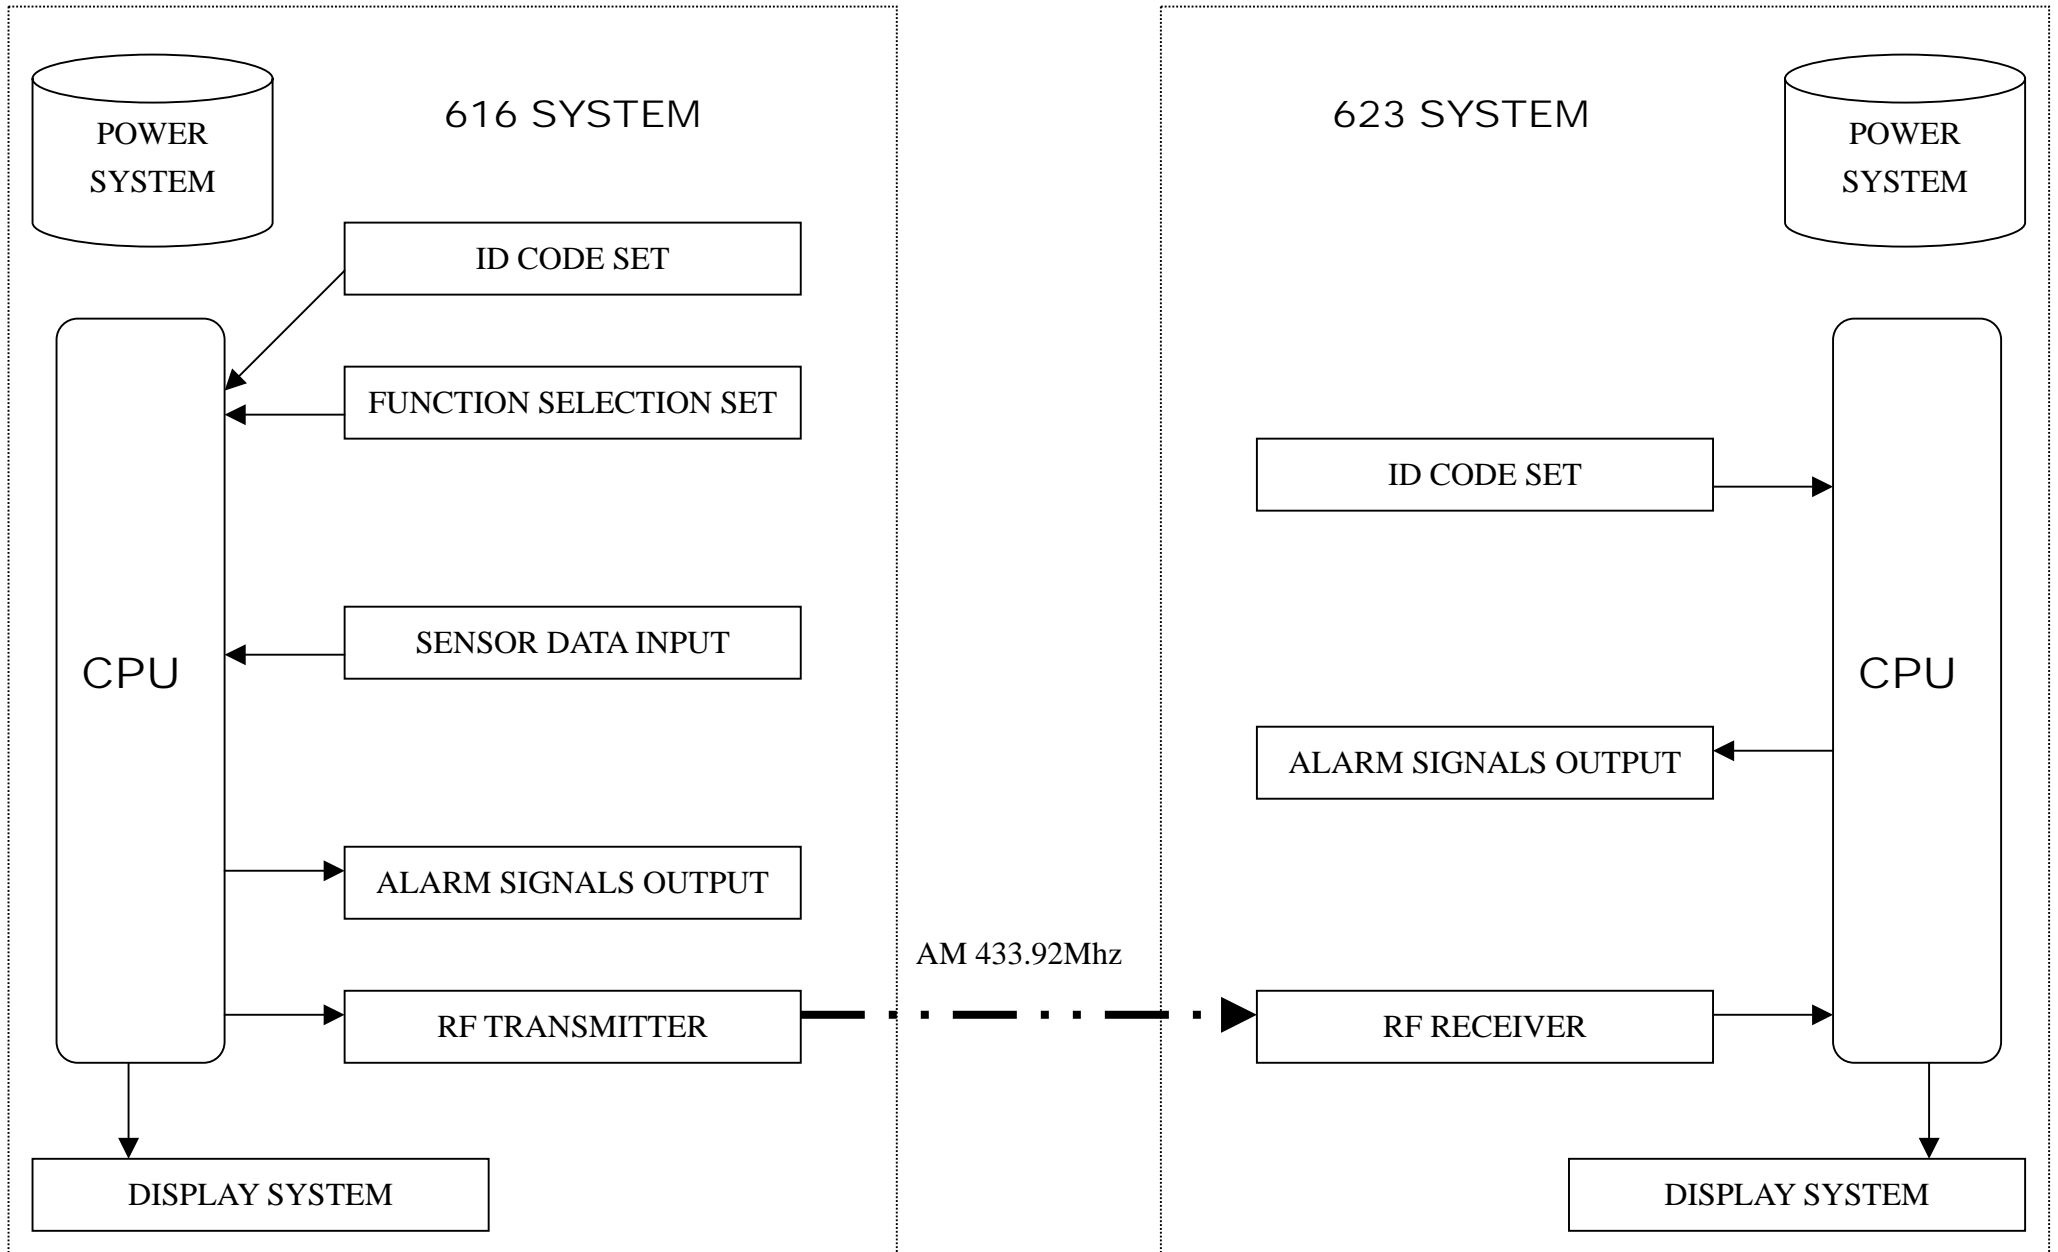 616 SYSTEM
POWER
SYSTEM
ID CODE SET
FUNCTION SELECTION SET
SENSOR DATA INPUT
CPU
ALARM SIGNALS OUTPUT
RF TRANSMITTER
DISPLAY SYSTEM
AM 433.92Mhz
623 SYSTEM
POWER
SYSTEM
ID CODE SET
CPU
ALARM SIGNALS OUTPUT
RF RECEIVER
DISPLAY SYSTEM